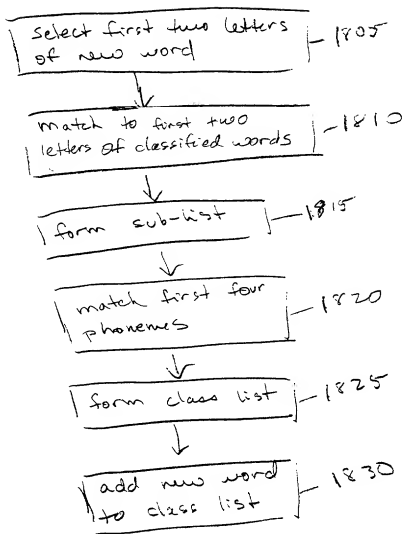 select first two letters
of new word
1805
match to first two
letters of classified words
1810
form sub-list
1815
match first four
phonemes
1820
form class list
1825
add new word
to class list
1830